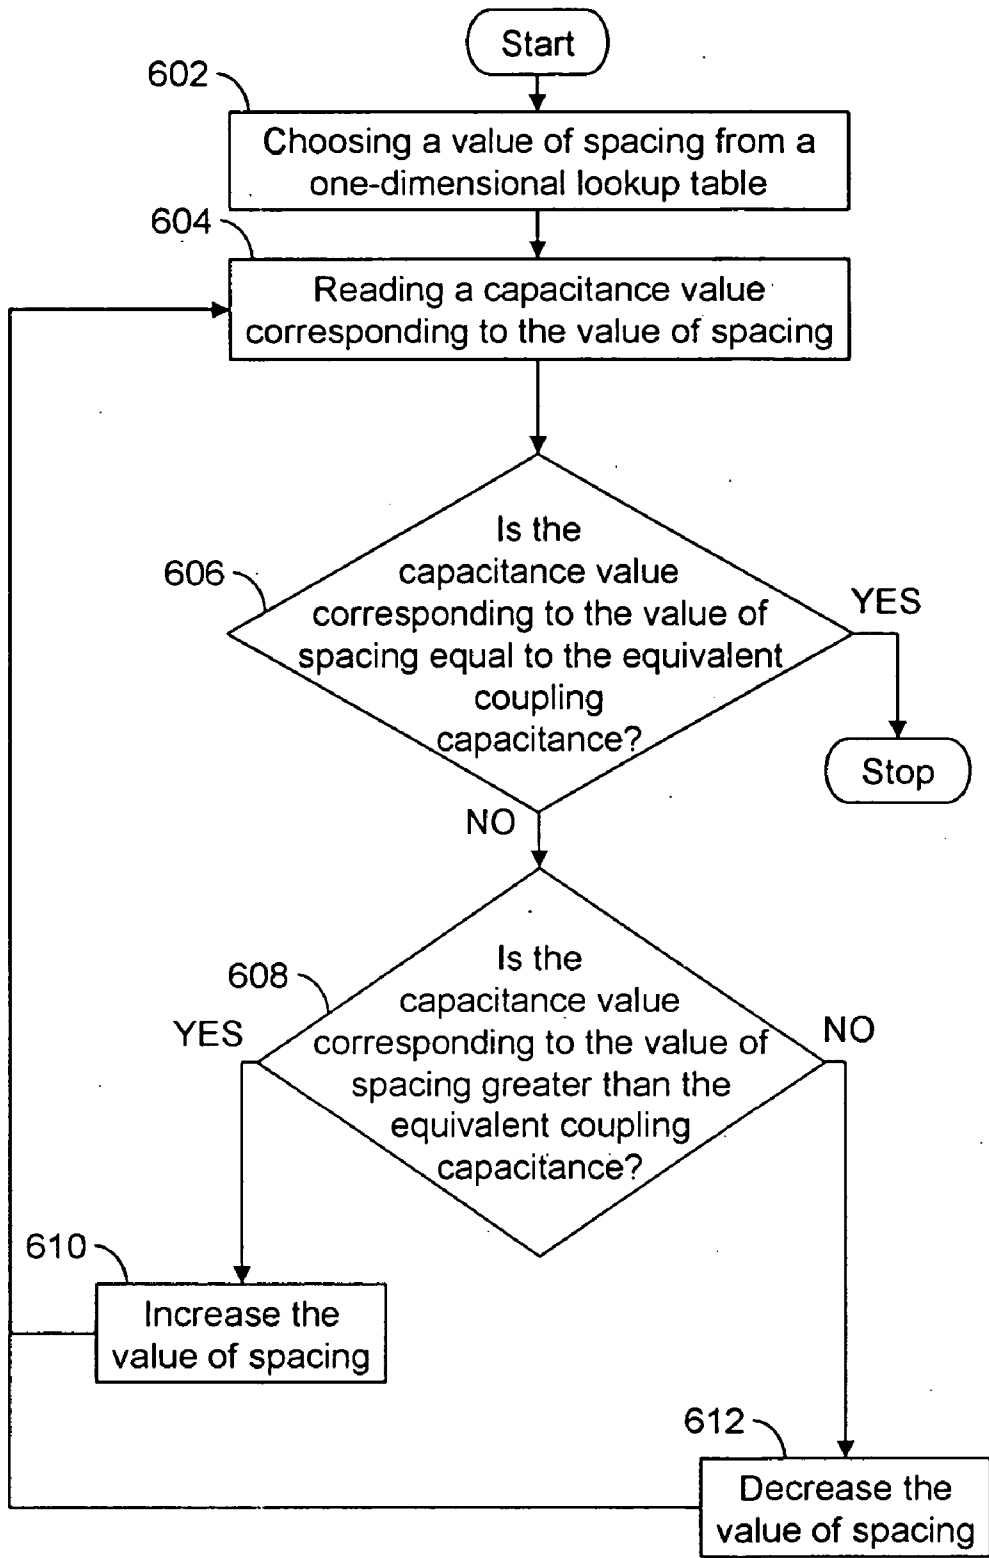 Start
602
Choosing a value of spacing from a
one-dimensional lookup table
604
Reading a capacitance value
corresponding to the value of spacing
606
Is the
capacitance value
corresponding to the value of
spacing equal to the equivalent
coupling
capacitance?
YES
Stop
NO
608
Is the
capacitance value
corresponding to the value of
spacing greater than the
equivalent coupling
capacitance?
YES
NO
610
Increase the
value of spacing
612
Decrease the
value of spacing